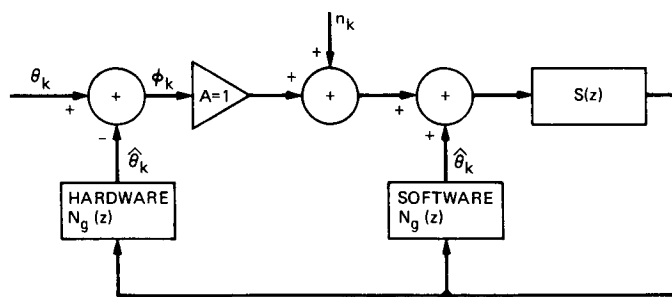 n_k
θ_k
ϕ_k
+
+
+
+
A=1
+
+
+
+
S(z)
−
+
θ̂_k
θ̂_k
HARDWARE
N_g (z)
SOFTWARE
N_g (z)